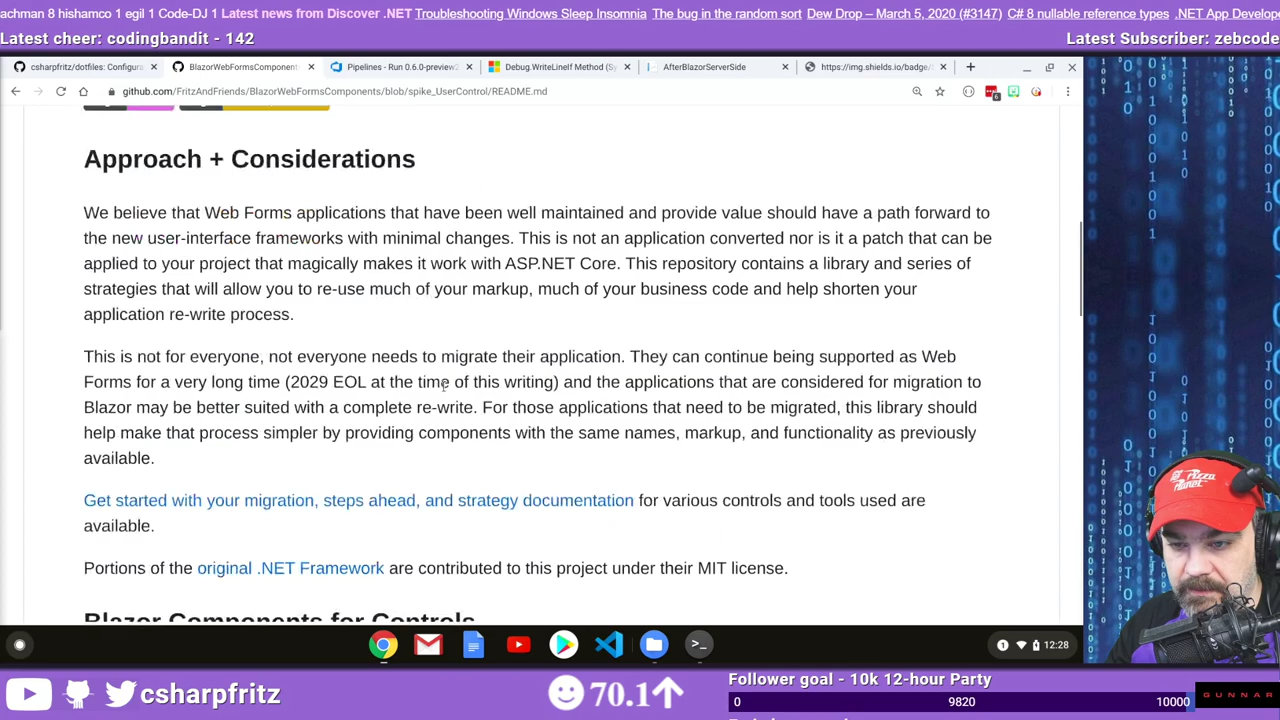 achman 8 hishamco 1 egil 1 Code-DJ 1 Latest news from Discover .NET Troubleshooting Windows Sleep Insomnia The bug in the random sort Dew Drop – March 5, 2020 (#3147) C# 8 nullable reference types .NET App Develop
Latest cheer: codingbandit - 142
Latest Subscriber: zebcode
csharpfritz/dotfiles: Configura
BlazorWebFormsComponent
Pipelines - Run 0.6.0-preview2
Debug.WriteLineIf Method (Sy
AfterBlazorServerSide
https://img.shields.io/badge/
github.com/FritzAndFriends/BlazorWebFormsComponents/blob/spike_UserControl/README.md
6
Approach + Considerations
We believe that Web Forms applications that have been well maintained and provide value should have a path forward to
the new user-interface frameworks with minimal changes. This is not an application converted nor is it a patch that can be
applied to your project that magically makes it work with ASP.NET Core. This repository contains a library and series of
strategies that will allow you to re-use much of your markup, much of your business code and help shorten your
application re-write process.
This is not for everyone, not everyone needs to migrate their application. They can continue being supported as Web
Forms for a very long time (2029 EOL at the time of this writing) and the applications that are considered for migration to
Blazor may be better suited with a complete re-write. For those applications that need to be migrated, this library should
help make that process simpler by providing components with the same names, markup, and functionality as previously
available.
Get started with your migration, steps ahead, and strategy documentation for various controls and tools used are
available.
Portions of the original .NET Framework are contributed to this project under their MIT license.
Blazor Components for Controls
Pizza
Planet
1
12:28
csharpfritz
70.1
Follower goal - 10k 12-hour Party
0
9820
10000
GUNNAR